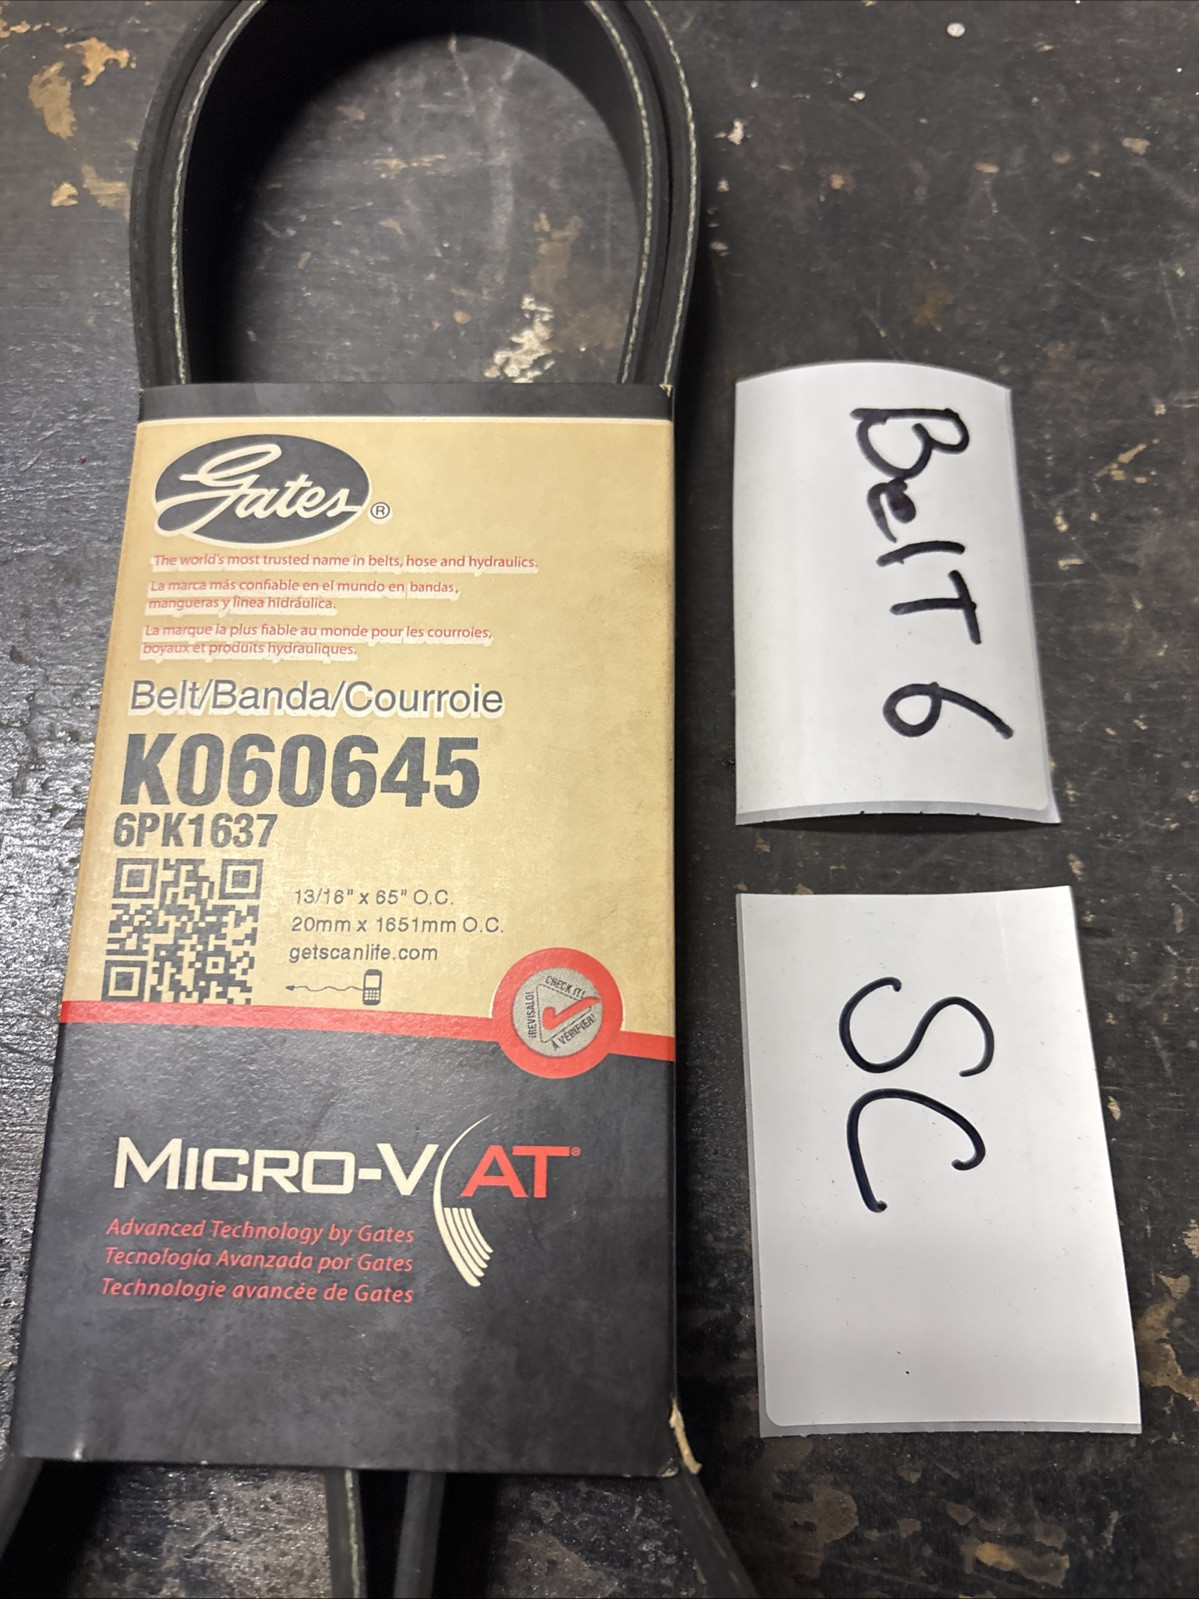 Gates®
The world's most trusted name in belts, hose and hydraulics.
La marca más confiable en el mundo en bandas,
mangueras y línea hidráulica.
La marque la plus fiable au monde pour les courroies,
boyaux et produits hydrauliques.
Belt/Banda/Courroie
K060645
6PK1637
13/16" x 65" O.C.
20mm x 1651mm O.C.
getscanlife.com
CHECK IT!
¡REVISALO!
À VÉRIFIER!
MICRO-V AT®
Advanced Technology by Gates
Tecnología Avanzada por Gates
Technologie avancée de Gates
BelT 6
SC